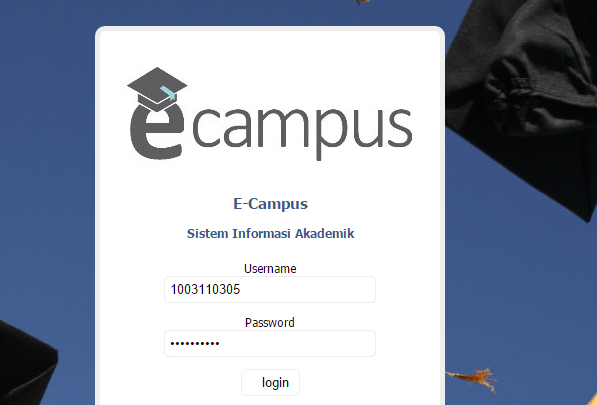 ecampus
E-Campus
Sistem Informasi Akademik
Username
1003110305
Password
••••••••••
login